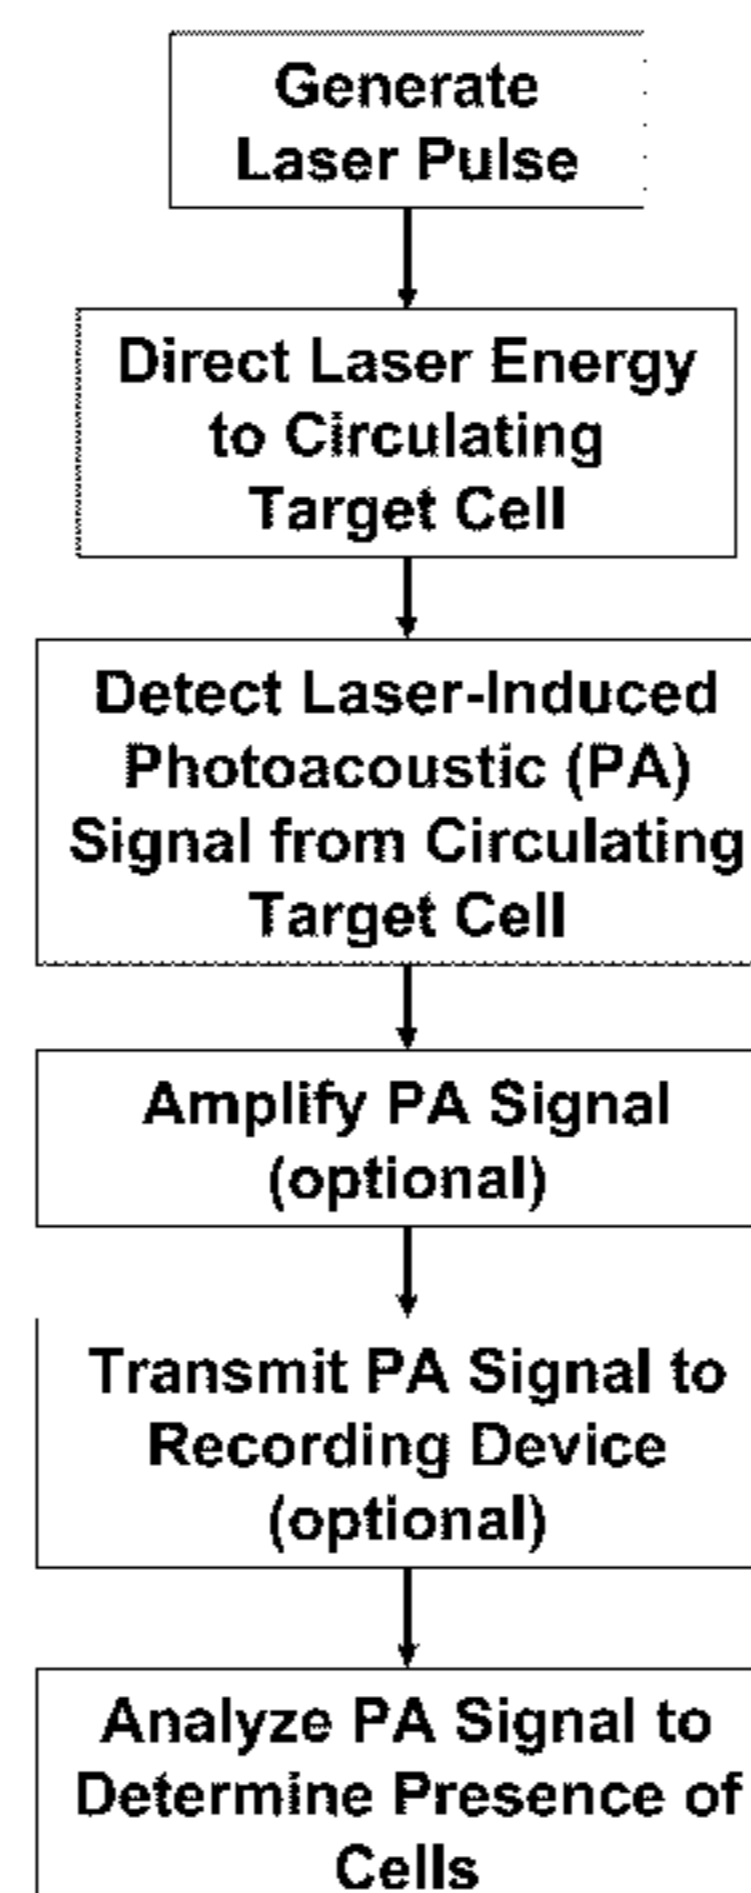 Generate
Laser Pulse
Direct Laser Energy
to Circulating
Target Cell
Detect Laser-Induced
Photoacoustic (PA)
Signal from Circulating
Target Cell
Amplify PA Signal
(optional)
Transmit PA Signal to
Recording Device
(optional)
Analyze PA Signal to
Determine Presence of
Cells